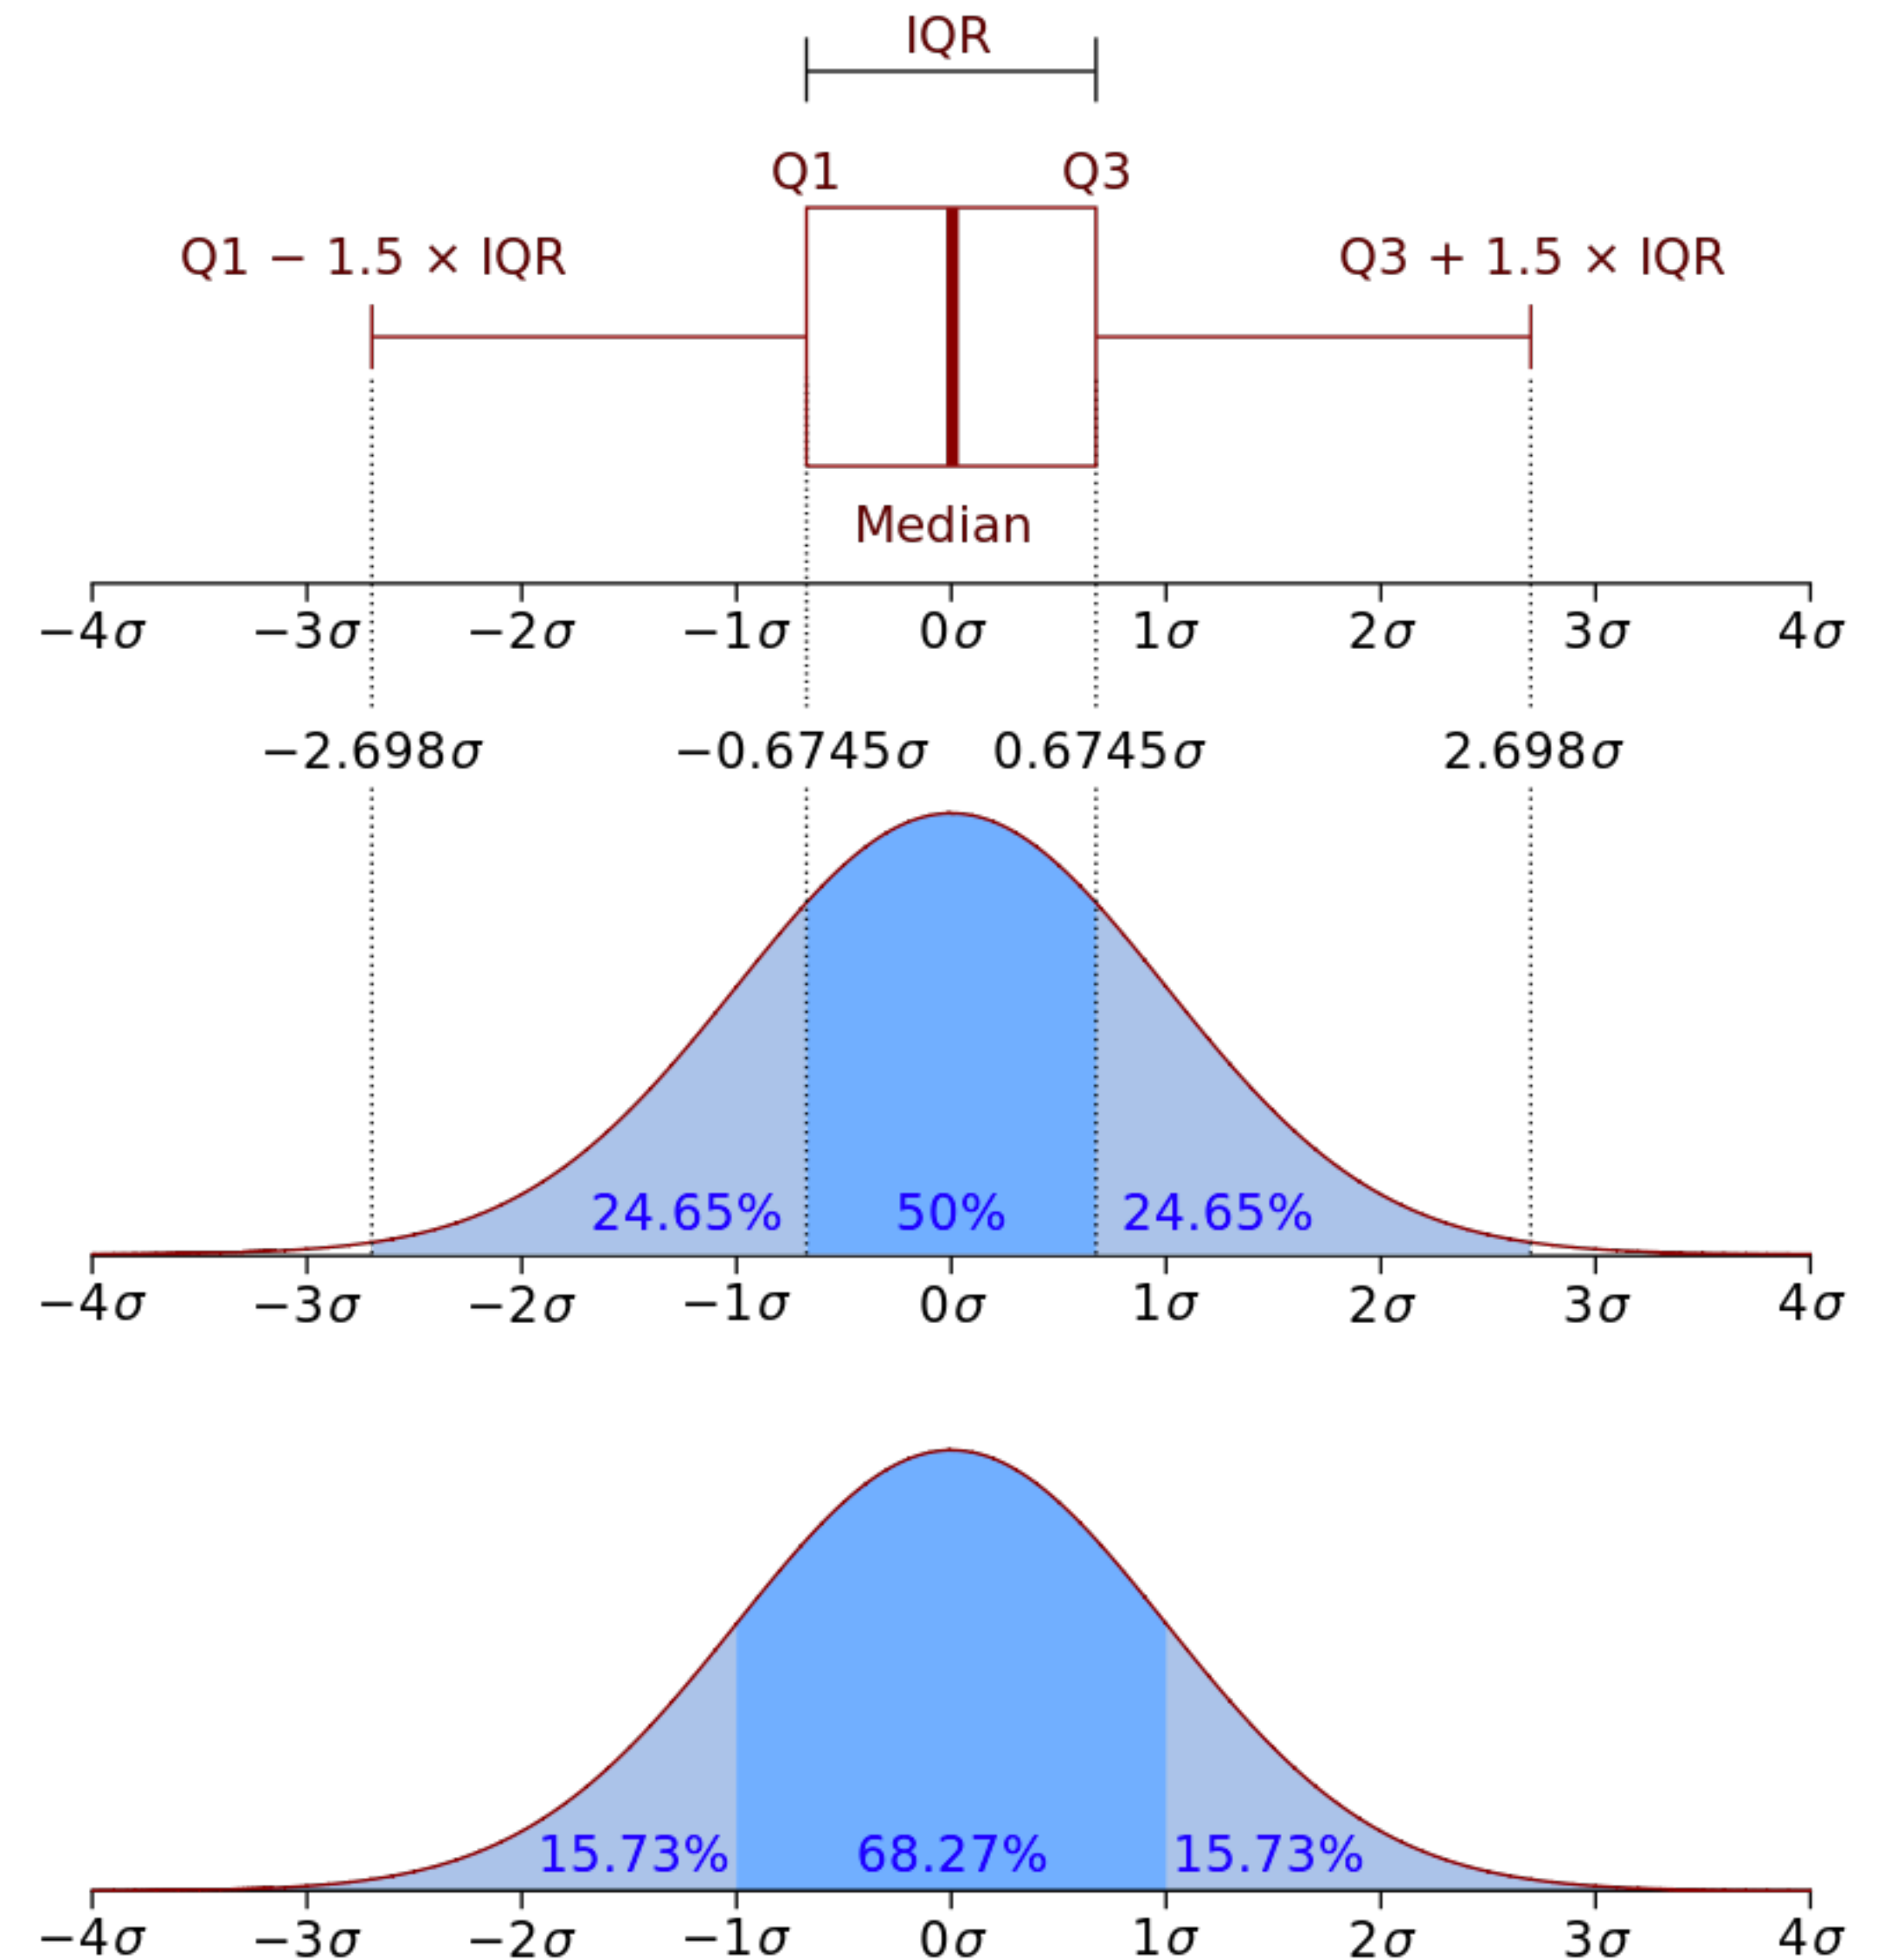 IQR
Q1 Q3
Q1 − 1.5 × IQR Q3 + 1.5 × IQR
Median
−4σ −3σ −2σ −1σ 0σ 1σ 2σ 3σ 4σ
−2.698σ −0.6745σ 0.6745σ 2.698σ
24.65% 50% 24.65%
−4σ −3σ −2σ −1σ 0σ 1σ 2σ 3σ 4σ
15.73% 68.27% 15.73%
−4σ −3σ −2σ −1σ 0σ 1σ 2σ 3σ 4σ